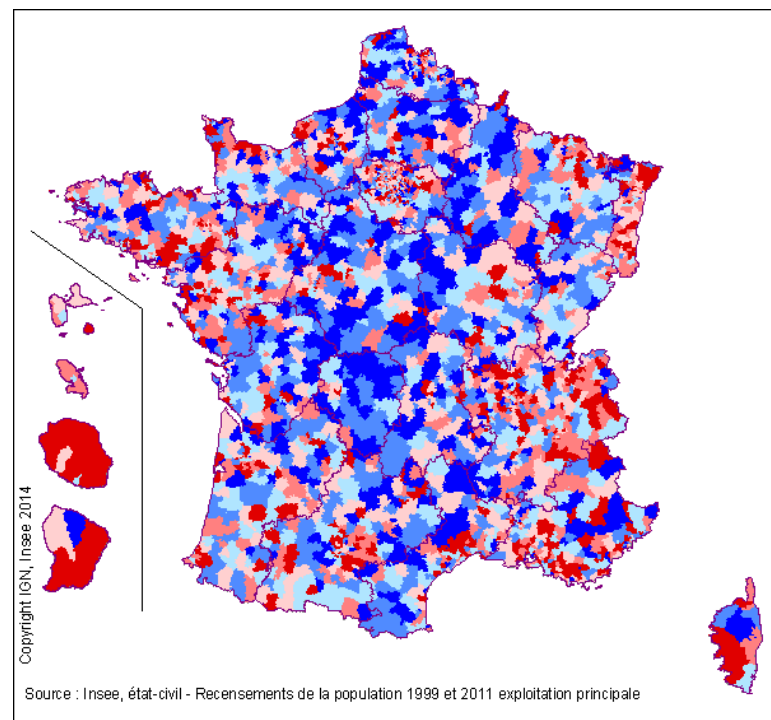 Copyright IGN, Insee 2014
Source : Insee, état-civil - Recensements de la population 1999 et 2011 exploitation principale